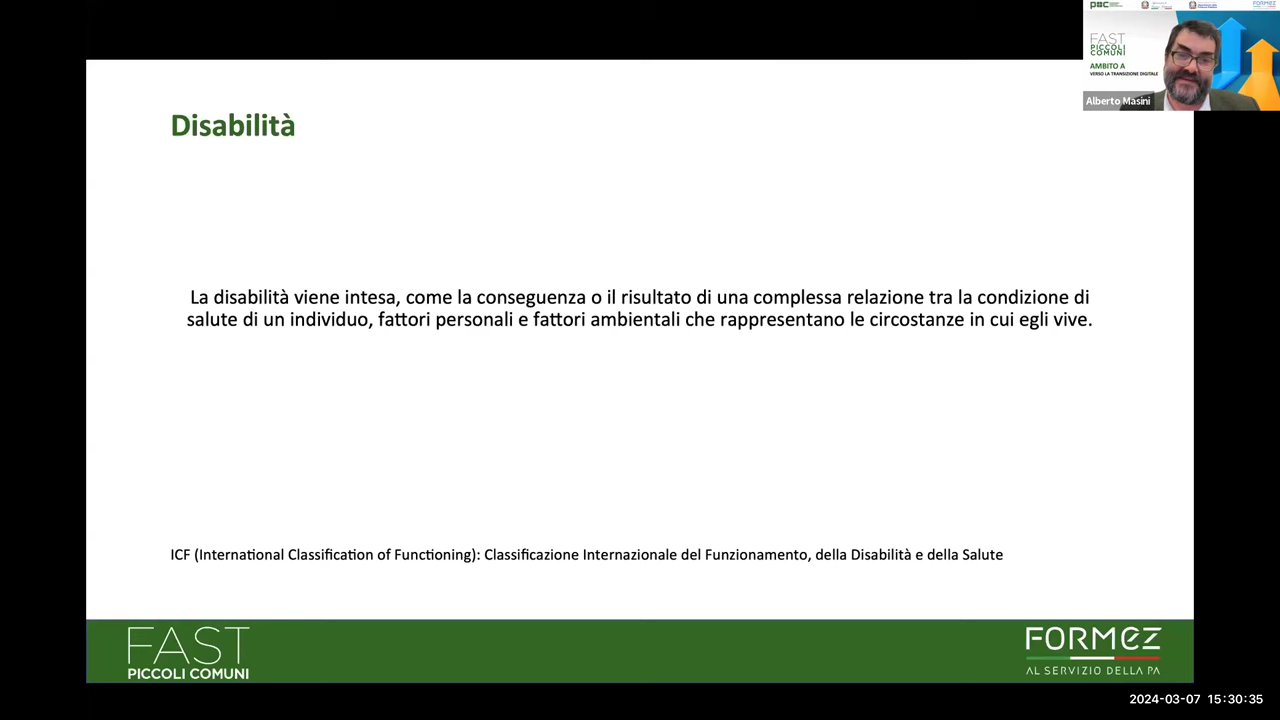 POC
FORMEZ
FAST
PICCOLI
COMUNI
AMBITO A
VERSO LA TRANSIZIONE DIGITALE
Alberto Masini
Disabilità
La disabilità viene intesa, come la conseguenza o il risultato di una complessa relazione tra la condizione di
salute di un individuo, fattori personali e fattori ambientali che rappresentano le circostanze in cui egli vive.
ICF (International Classification of Functioning): Classificazione Internazionale del Funzionamento, della Disabilità e della Salute
FAST
PICCOLI COMUNI
FORMEZ
AL SERVIZIO DELLA PA
2024-03-07 15:30:35